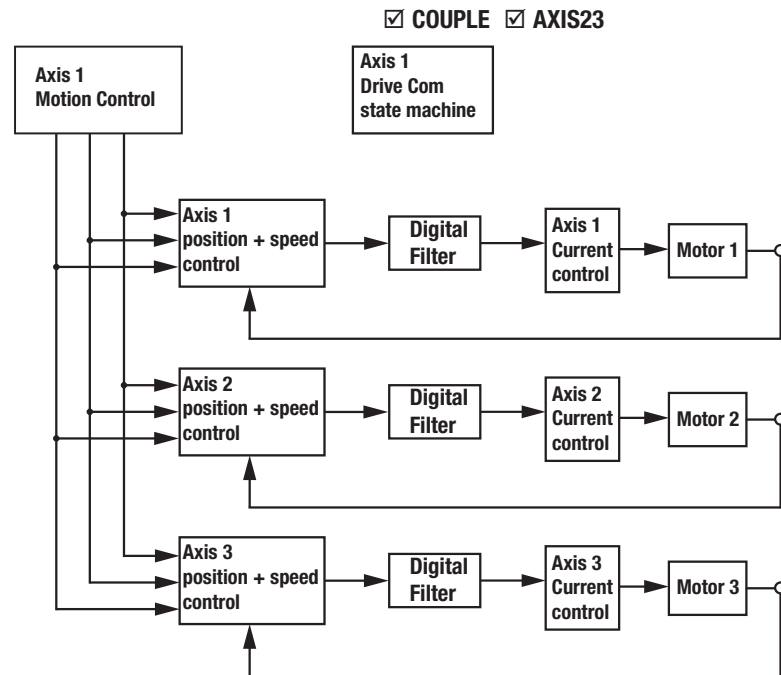 ☑ COUPLE ☑ AXIS23
Axis 1
Motion Control
Axis 1
Drive Com
state machine
Axis 1
position + speed
control
Digital
Filter
Axis 1
Current
control
Motor 1
Axis 2
position + speed
control
Digital
Filter
Axis 2
Current
control
Motor 2
Axis 3
position + speed
control
Digital
Filter
Axis 3
Current
control
Motor 3